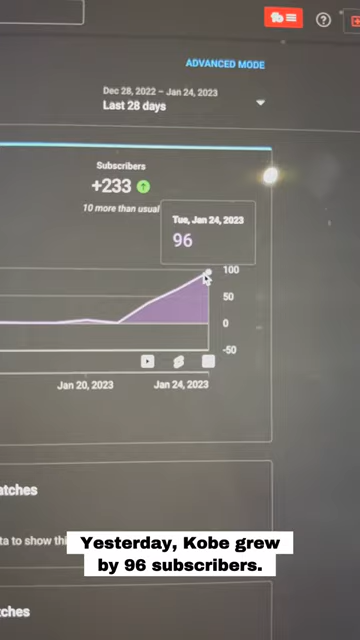 ADVANCED MODE
Dec 28, 2022 – Jan 24, 2023
Last 28 days
Subscribers
+233
10 more than usual
Tue, Jan 24, 2023
96
100
50
0
-50
Jan 20, 2023
Jan 24, 2023
atches
ta to show thi
Yesterday, Kobe grew
by 96 subscribers.
ches